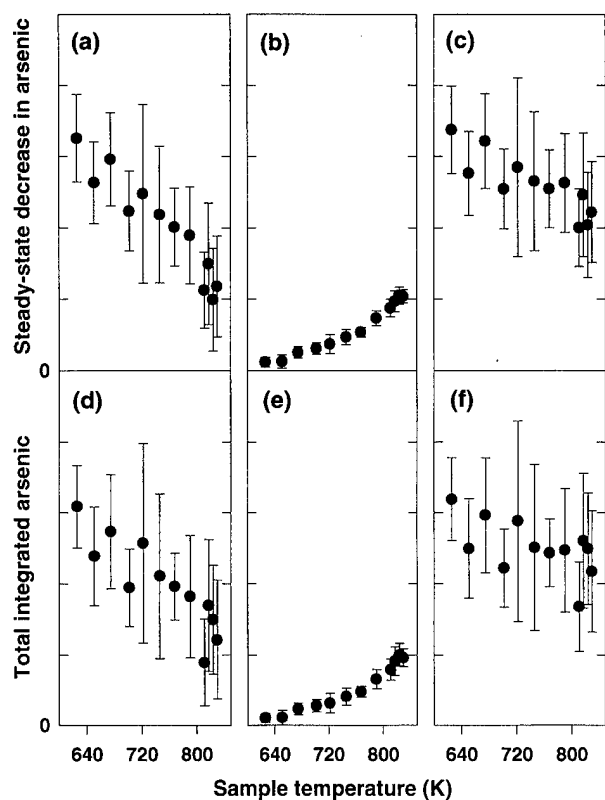 (a)
(b)
(c)
Steady-state decrease in arsenic
0
(d)
(e)
(f)
Total integrated arsenic
0
640 720 800
640 720 800
640 720 800
Sample temperature (K)